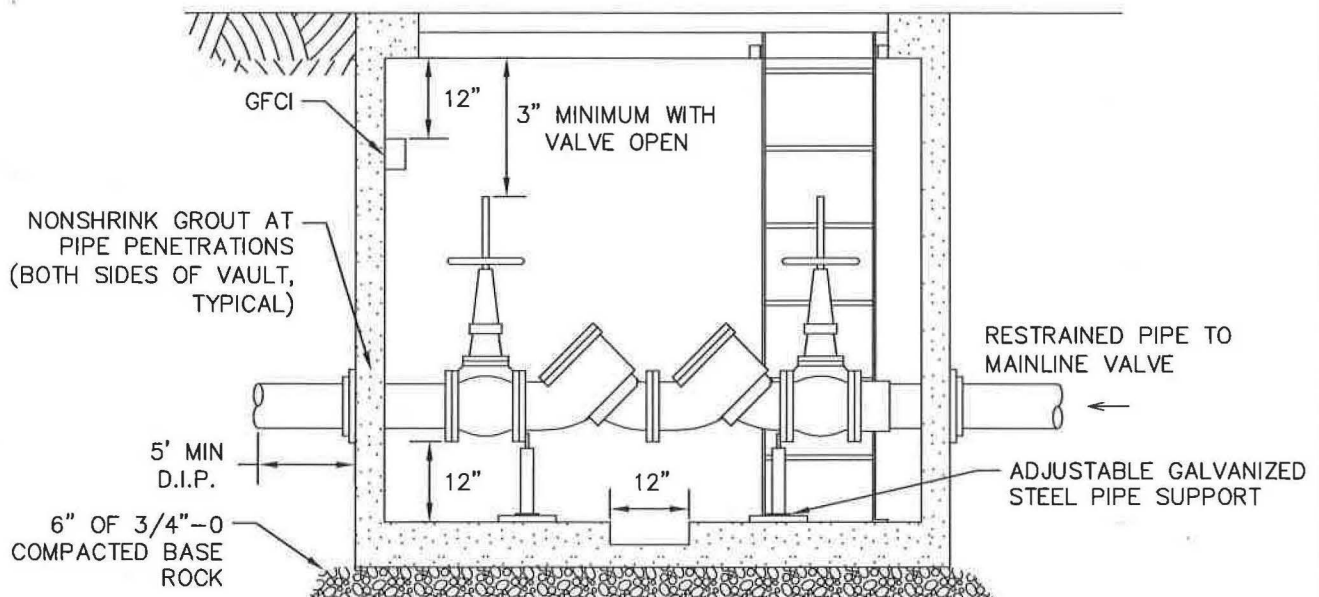 GFCI
12"
3" MINIMUM WITH
VALVE OPEN
NONSHRINK GROUT AT
PIPE PENETRATIONS
(BOTH SIDES OF VAULT,
TYPICAL)
RESTRAINED PIPE TO
MAINLINE VALVE
5' MIN
D.I.P.
12"
12"
ADJUSTABLE GALVANIZED
STEEL PIPE SUPPORT
6" OF 3/4"-0
COMPACTED BASE
ROCK